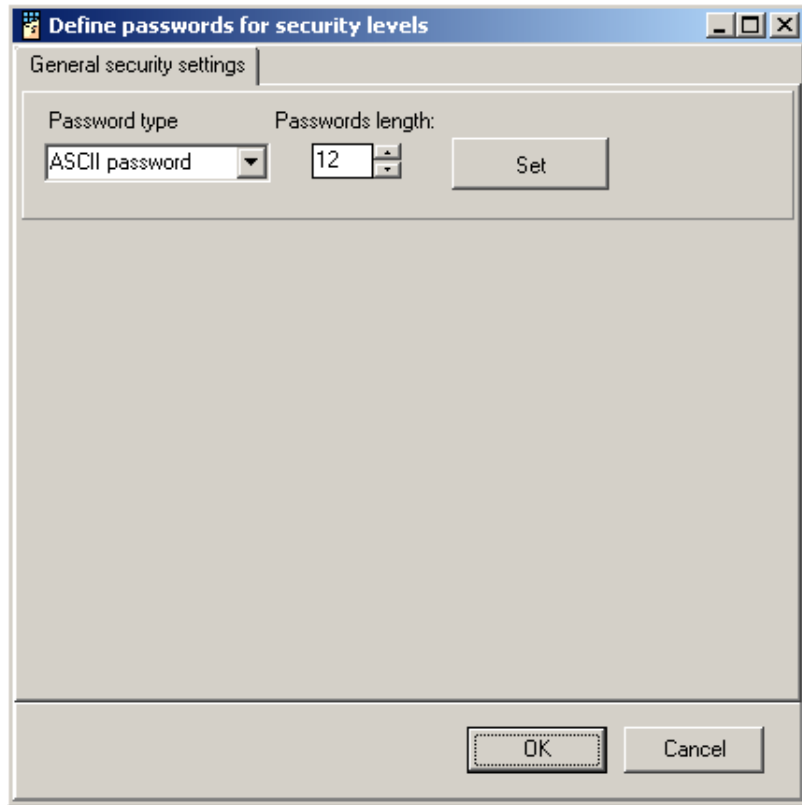 Define passwords for security levels
General security settings
Password type
Passwords length:
ASCII password
12
Set
OK
Cancel